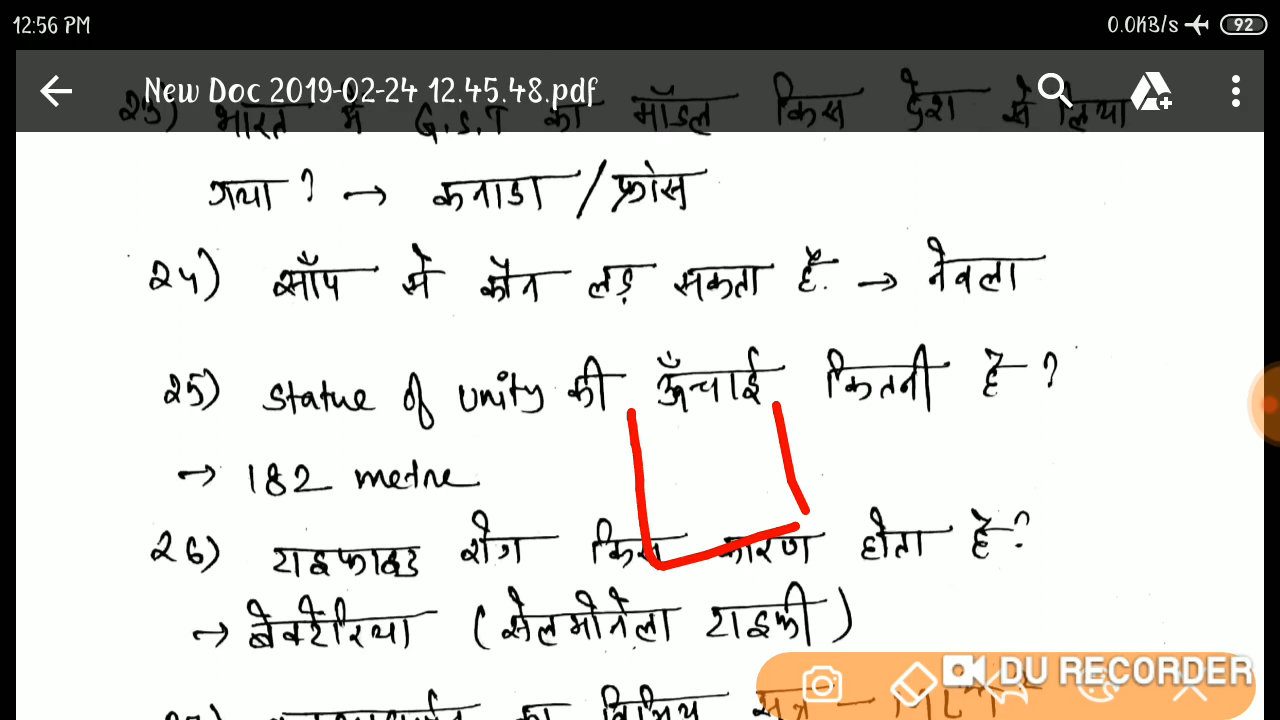 12:56 PM
0.0KB/s 92
New Doc 2019-02-24 12.45.48.pdf
23) भारत में G.S.T का मॉडल किस देश से लिया
गया ? → कनाडा / फ्रांस
24) साँप से कौन लड़ सकता है. → नेवला
25) Statue of unity की ऊँचाई कितनी है ?
→ 182 metre
26) टाइफाइड रोग किस कारण होता है ?
→ बैक्टीरिया (सेलमोनेला टाइफी)
DU RECORDER